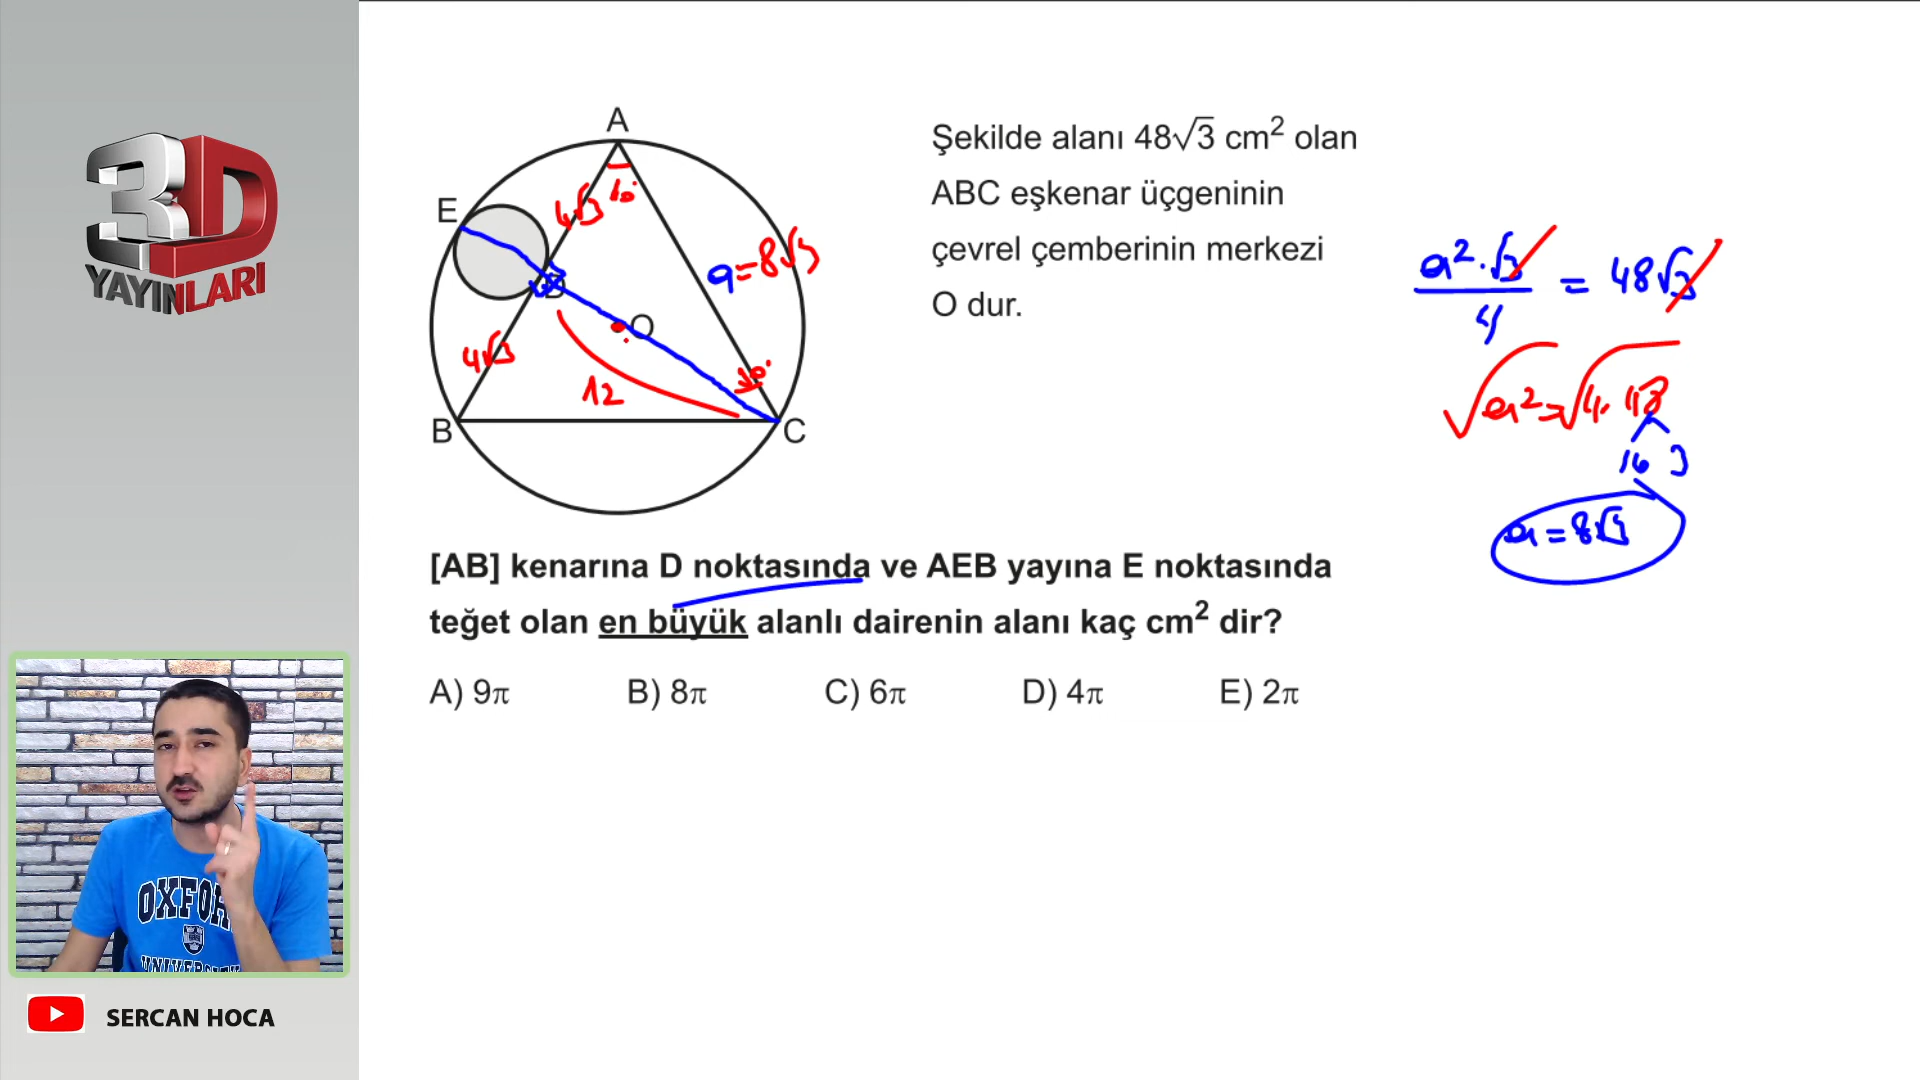 3D
YAYINLARI
A
E
B
C
D
O
4√3
60°
a=8√3
4√3
12
30°
Şekilde alanı 48√3 cm² olan
ABC eşkenar üçgeninin
çevrel çemberinin merkezi
O dur.
a²·√3 / 4 = 48√3
√a² = √4·48
16 3
a = 8√3
[AB] kenarına D noktasında ve AEB yayına E noktasında
teğet olan en büyük alanlı dairenin alanı kaç cm² dir?
A) 9π B) 8π C) 6π D) 4π E) 2π
OXFOR
UNIVERSITY
SERCAN HOCA